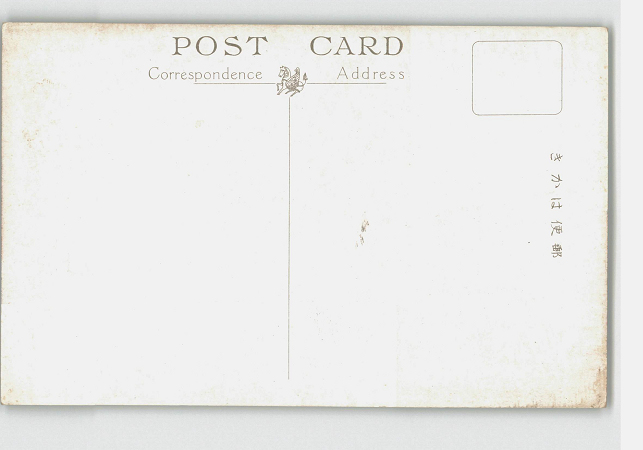 POST CARD
Correspondence Address
郵便はかき